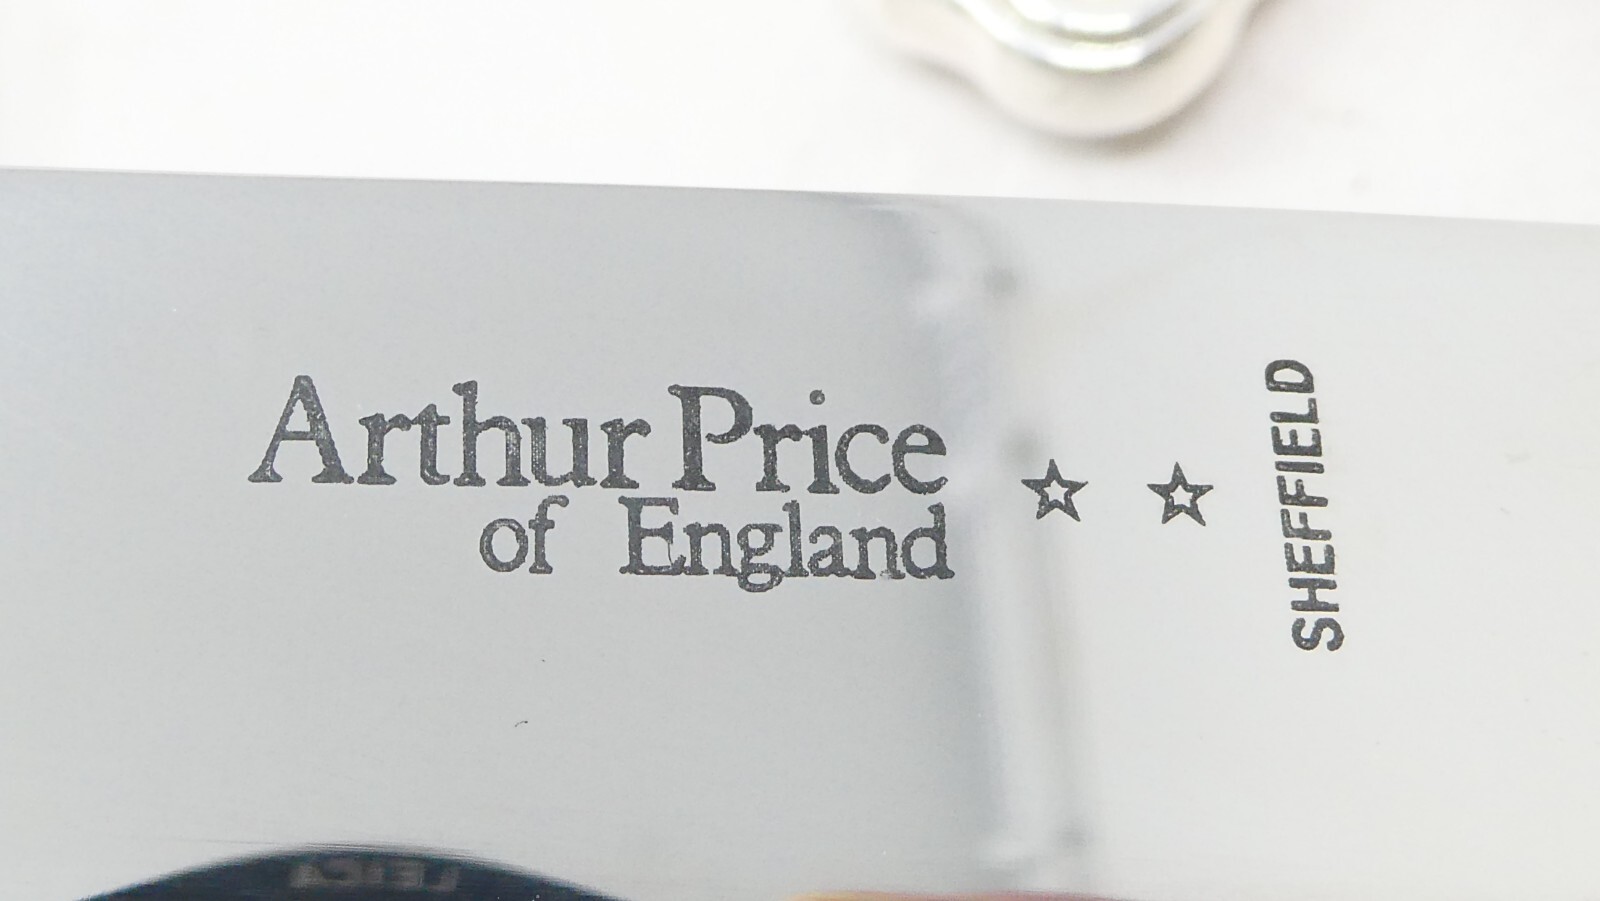 Arthur Price
of England
☆ ☆
SHEFFIELD